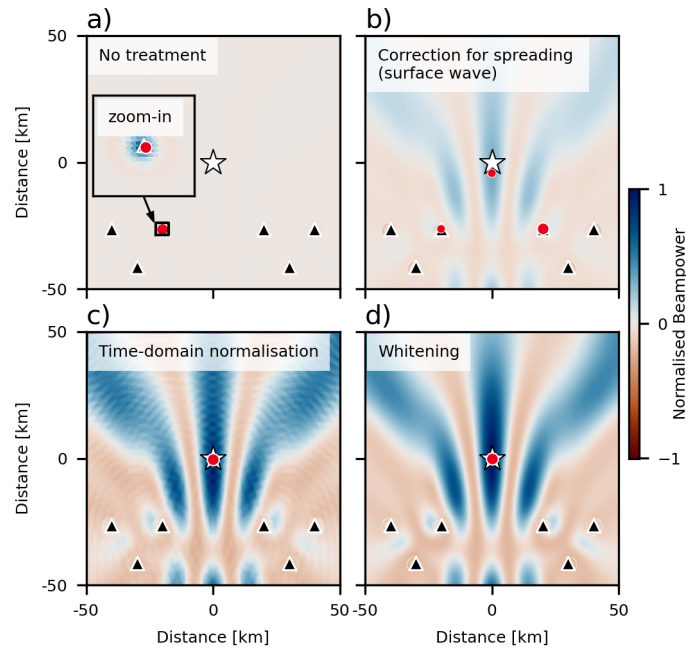 a)
b)
50
No treatment
Correction for spreading
(surface wave)
zoom-in
Distance [km]
0
-50
1
0
−1
Normalised Beampower
c)
d)
50
Time-domain normalisation
Whitening
Distance [km]
0
-50
-50
0
50
-50
0
50
Distance [km]
Distance [km]